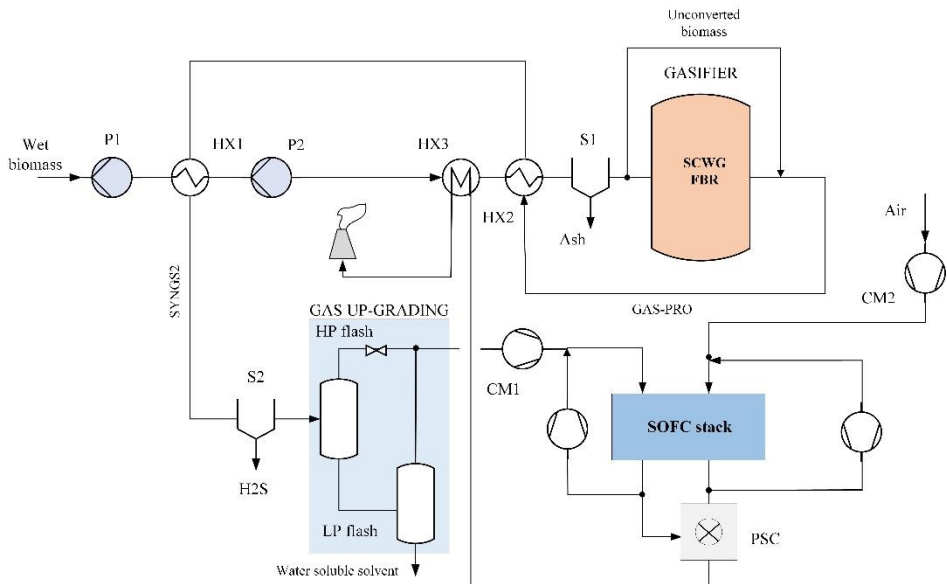 Unconverted
biomass
GASIFIER
P1
HX1
P2
HX3
S1
Wet
biomass
SCWG
FBR
HX2
Air
Ash
SYNGS2
GAS-PRO
CM2
GAS UP-GRADING
HP flash
S2
CM1
SOFC stack
H2S
LP flash
PSC
Water soluble solvent